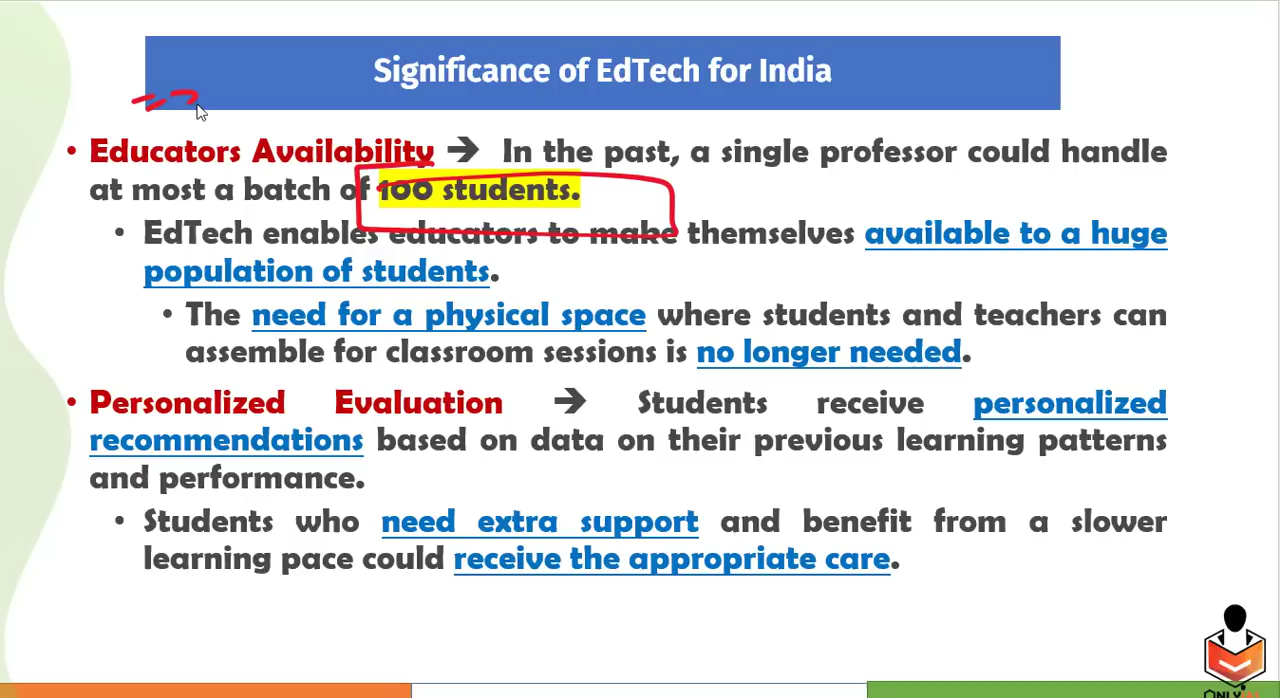 Significance of EdTech for India
• Educators Availability → In the past, a single professor could handle
at most a batch of 100 students.
• EdTech enables educators to make themselves available to a huge
population of students.
• The need for a physical space where students and teachers can
assemble for classroom sessions is no longer needed.
• Personalized Evaluation → Students receive personalized
recommendations based on data on their previous learning patterns
and performance.
• Students who need extra support and benefit from a slower
learning pace could receive the appropriate care.